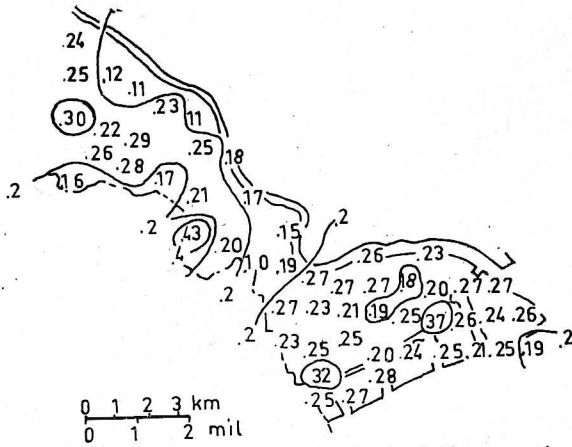 .24
.25 .12
.11
.30 .23
.22 .29 .11
.26 .28 .25 .18
.2 .16 .17
.21 .17
.2 .43 .20 .15 .2
.4 .10 .19 .26 .23
.27 .27 .27 .18 .27 .27
.2 .20
.27 .23 .21 .19 .25 37 .26 .24 .26
.2 .23 .25 .25
.20 .24 .25 .21 .25 .19 .2
32 .28
.25 .27
0 1 2 3 km
0 1 2 mil